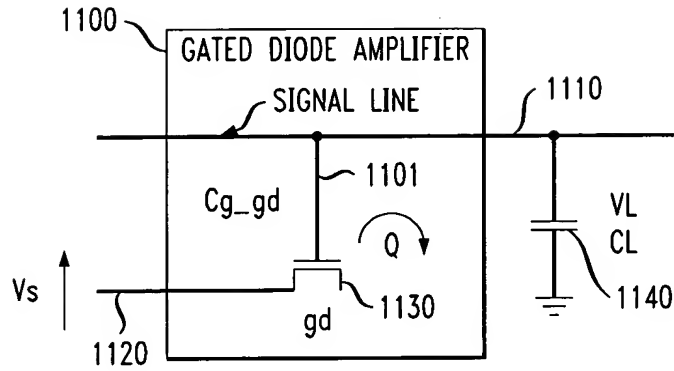 1100
GATED DIODE AMPLIFIER
SIGNAL LINE
1110
1101
Cg_gd
Q
VL
CL
Vs
1130
1140
gd
1120